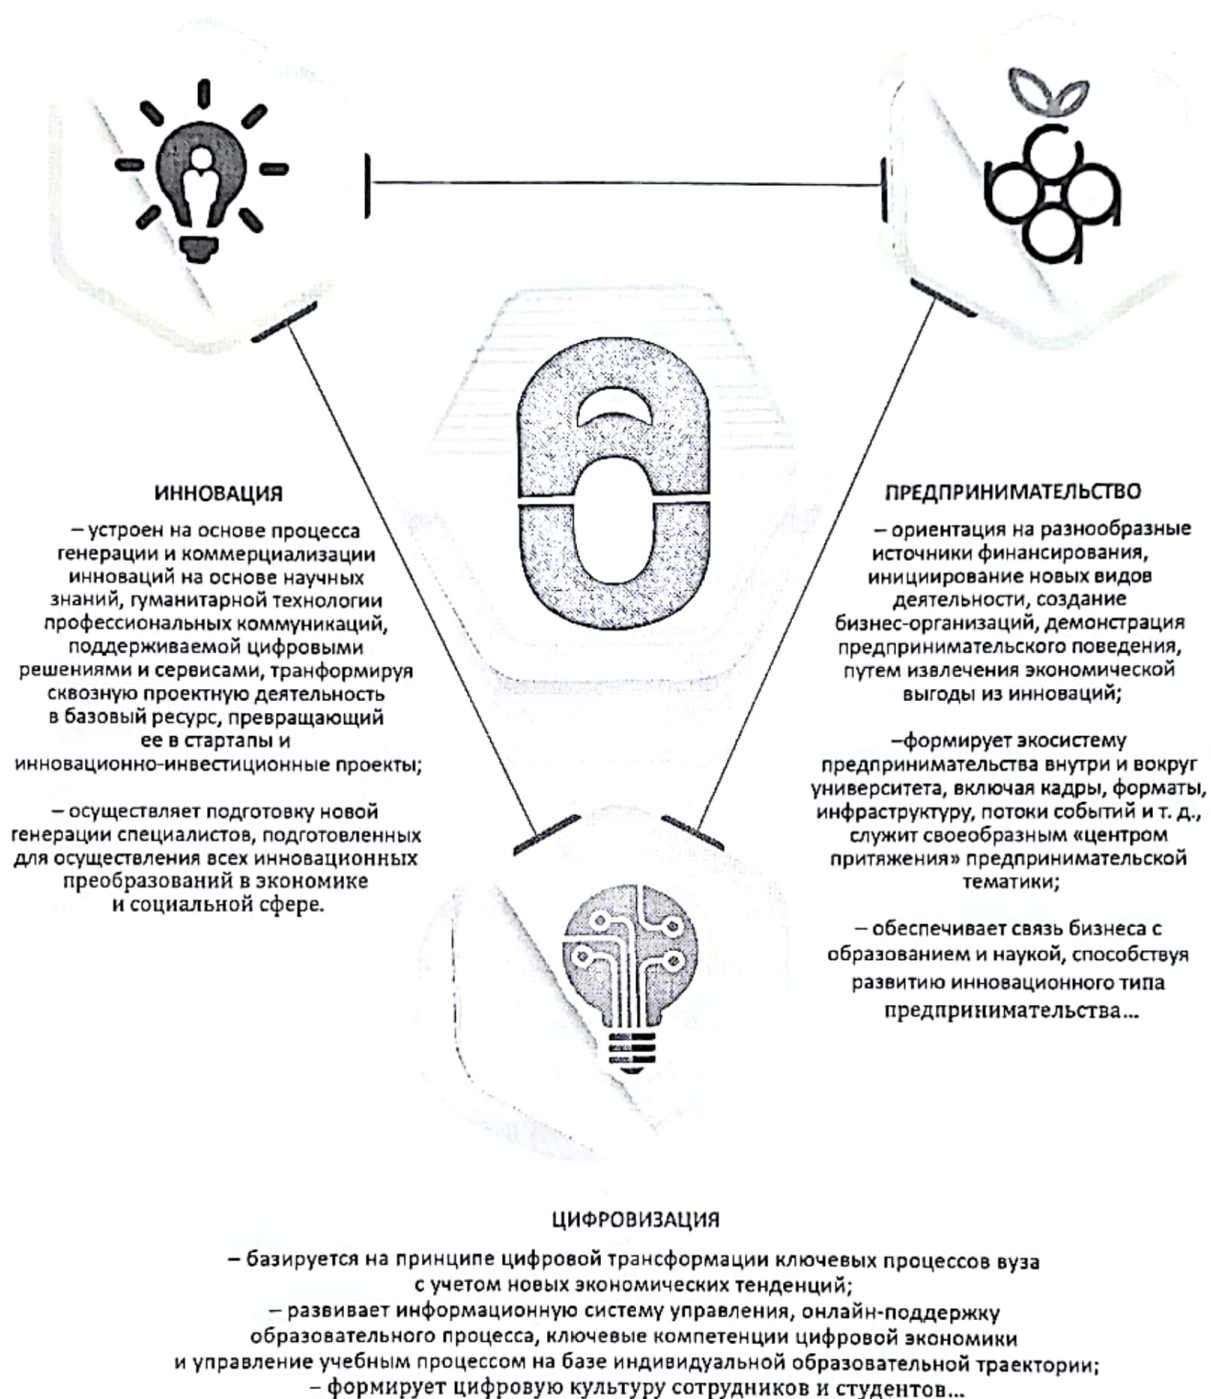 ИННОВАЦИЯ
– устроен на основе процесса
генерации и коммерциализации
инноваций на основе научных
знаний, гуманитарной технологии
профессиональных коммуникаций,
поддерживаемой цифровыми
решениями и сервисами, транформируя
сквозную проектную деятельность
в базовый ресурс, превращающий
ее в стартапы и
инновационно-инвестиционные проекты;
– осуществляет подготовку новой
генерации специалистов, подготовленных
для осуществления всех инновационных
преобразований в экономике
и социальной сфере.
ПРЕДПРИНИМАТЕЛЬСТВО
– ориентация на разнообразные
источники финансирования,
инициирование новых видов
деятельности, создание
бизнес-организаций, демонстрация
предпринимательского поведения,
путем извлечения экономической
выгоды из инноваций;
–формирует экосистему
предпринимательства внутри и вокруг
университета, включая кадры, форматы,
инфраструктуру, потоки событий и т. д.,
служит своеобразным «центром
притяжения» предпринимательской
тематики;
– обеспечивает связь бизнеса с
образованием и наукой, способствуя
развитию инновационного типа
предпринимательства...
ЦИФРОВИЗАЦИЯ
– базируется на принципе цифровой трансформации ключевых процессов вуза
с учетом новых экономических тенденций;
– развивает информационную систему управления, онлайн-поддержку
образовательного процесса, ключевые компетенции цифровой экономики
и управление учебным процессом на базе индивидуальной образовательной траектории;
– формирует цифровую культуру сотрудников и студентов...